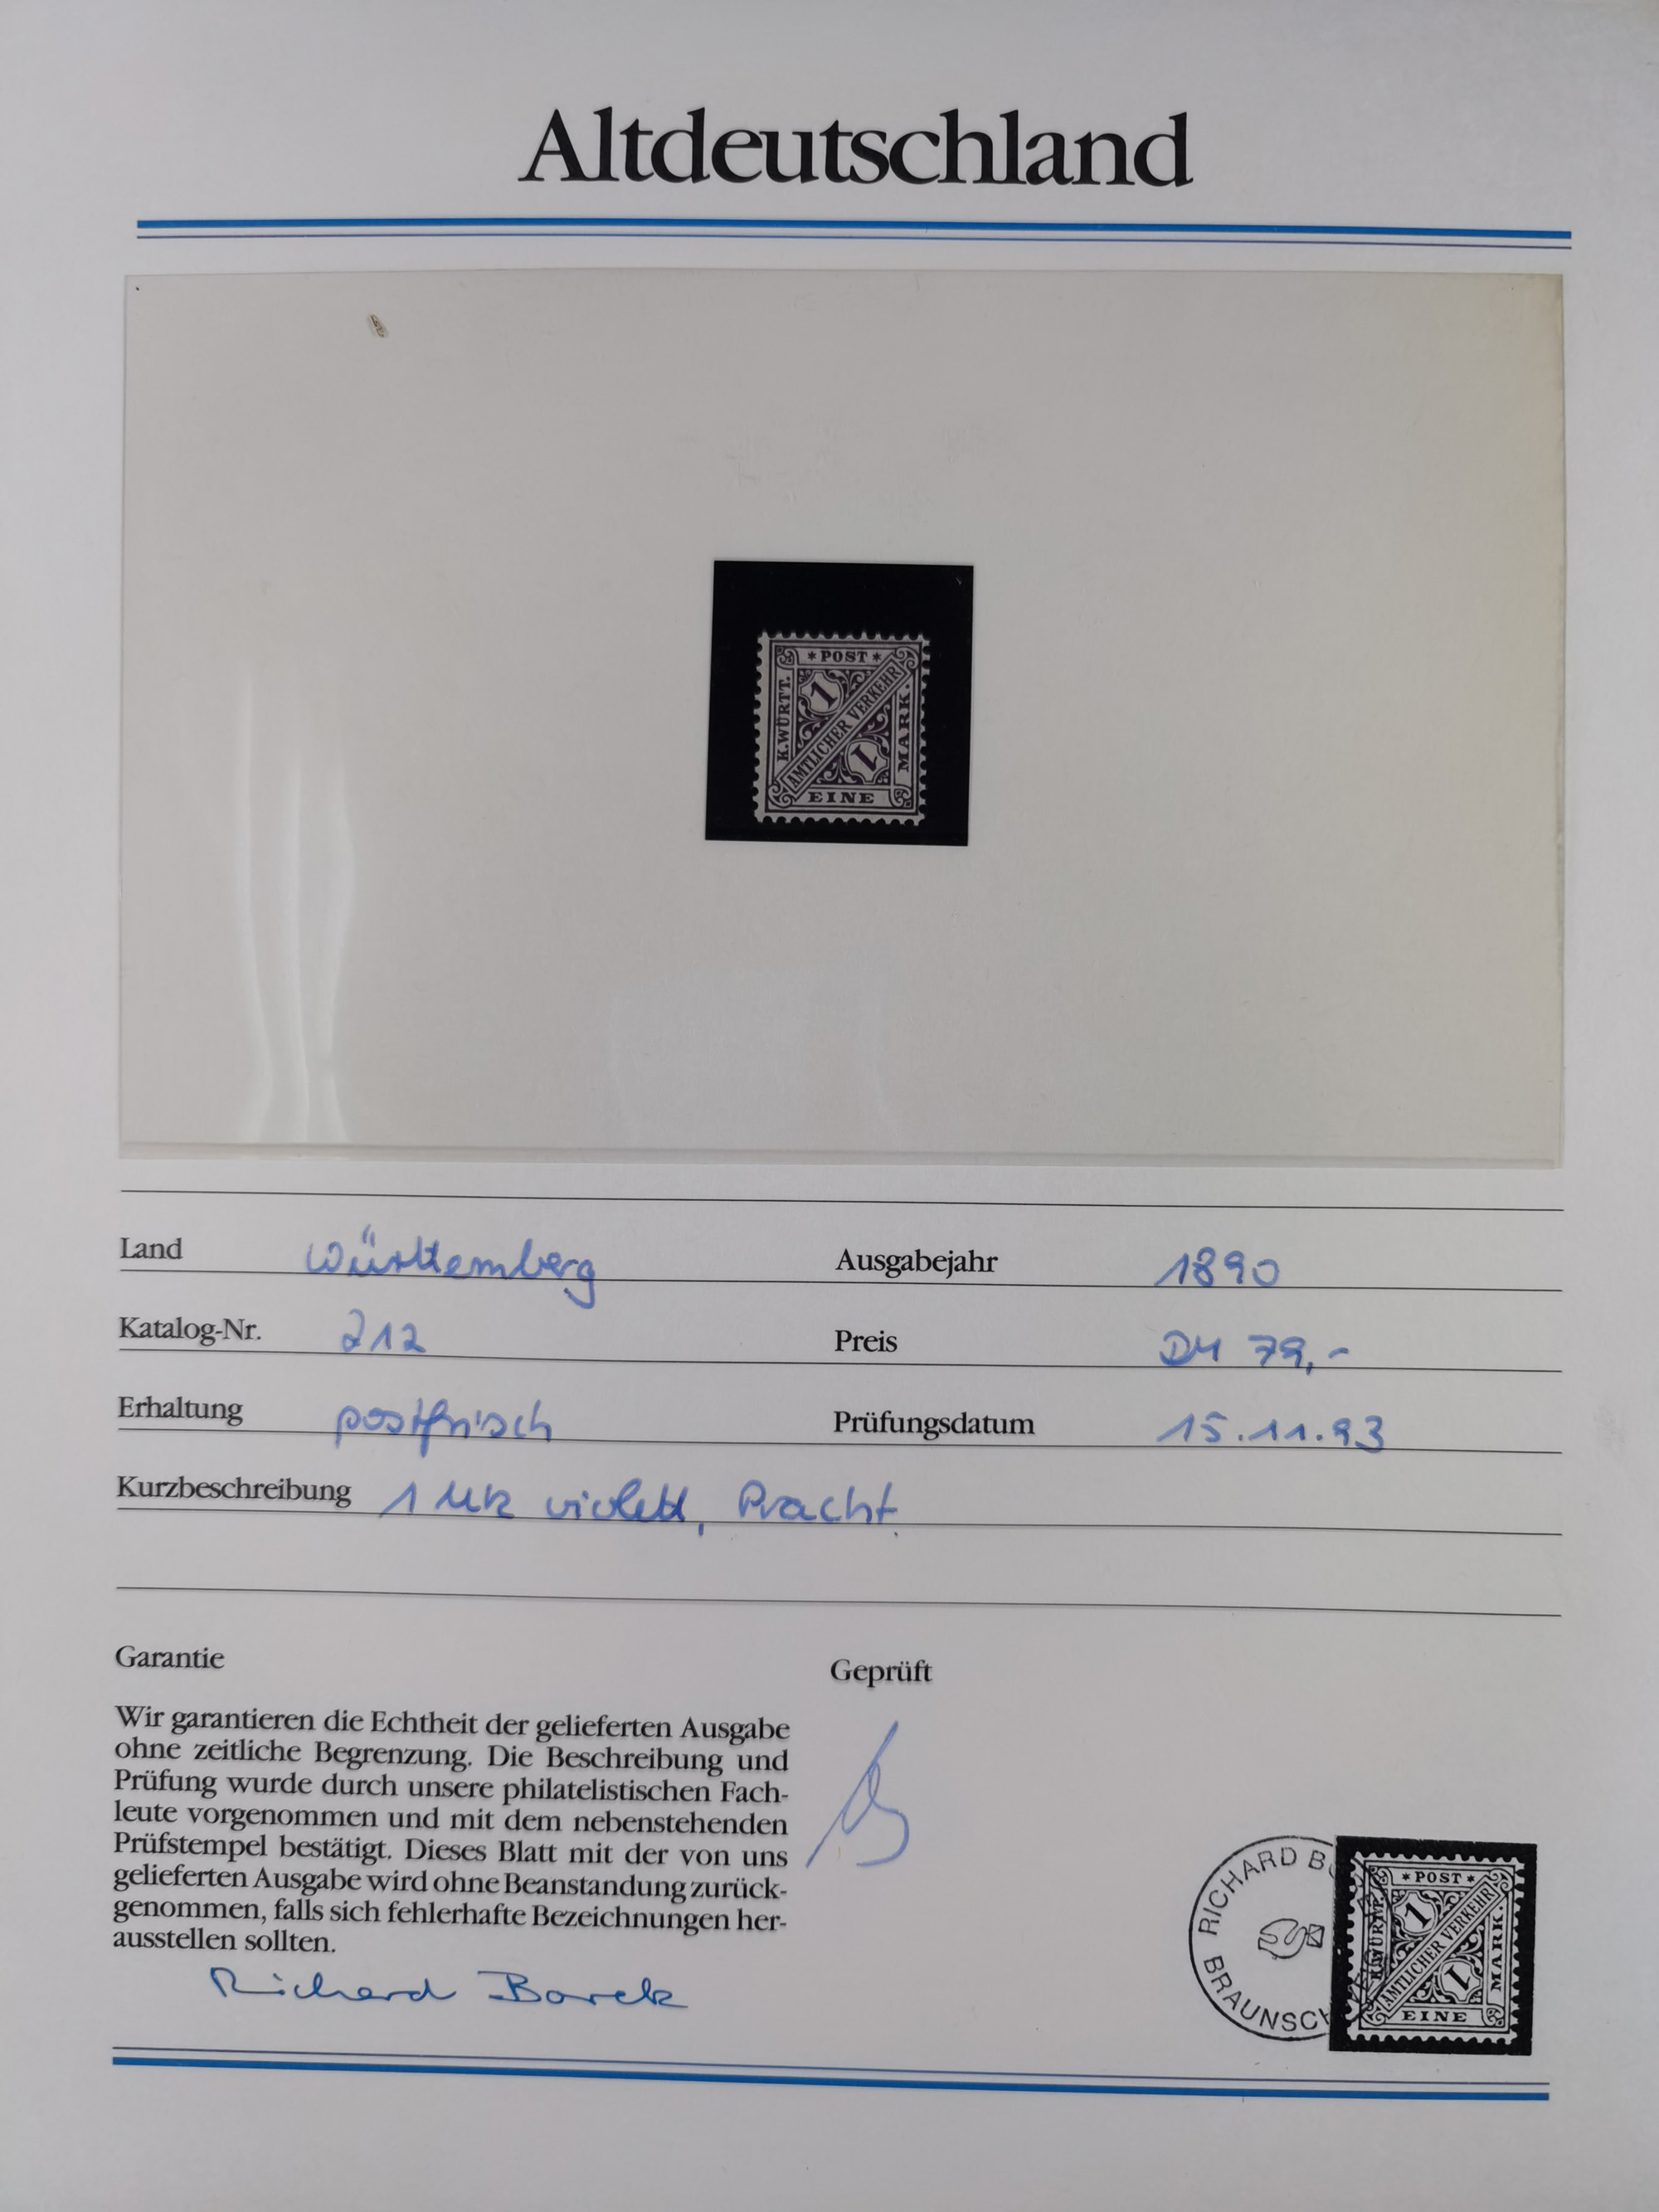 Altdeutschland
* POST *
K.WÜRTT.
1
AMTLICHER VERKEHR
1
MARK.
EINE
Land Württemberg Ausgabejahr 1890
Katalog-Nr. 212 Preis DM 79,-
Erhaltung postfrisch Prüfungsdatum 15.11.93
Kurzbeschreibung 1 Mk violett, Pracht
Garantie
Geprüft
Wir garantieren die Echtheit der gelieferten Ausgabe
ohne zeitliche Begrenzung. Die Beschreibung und
Prüfung wurde durch unsere philatelistischen Fach-
leute vorgenommen und mit dem nebenstehenden
Prüfstempel bestätigt. Dieses Blatt mit der von uns
gelieferten Ausgabe wird ohne Beanstandung zurück-
genommen, falls sich fehlerhafte Bezeichnungen her-
ausstellen sollten.
Richard Borek
RICHARD B
BRAUNSCH
* POST *
K.WÜRTT.
1
AMTLICHER VERKEHR
1
MARK.
EINE